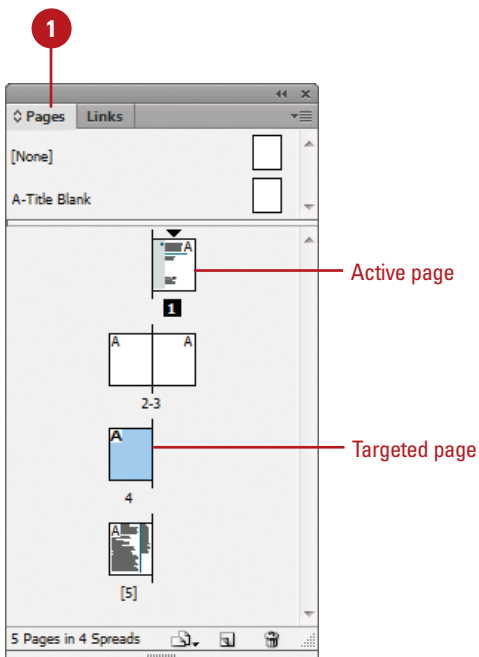 1
Pages Links
[None]
A-Title Blank
A
1
Active page
A A
2-3
A
Targeted page
4
A
[5]
5 Pages in 4 Spreads